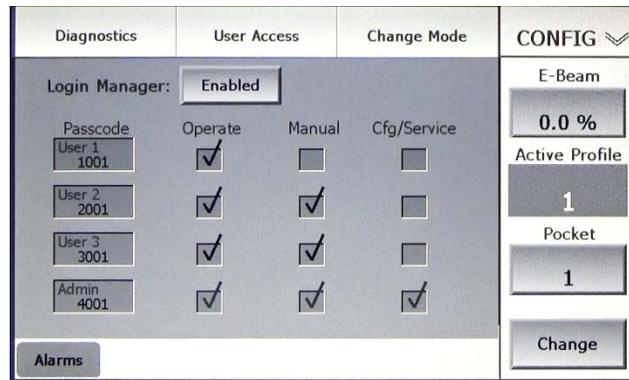 Diagnostics
User Access
Change Mode
CONFIG
Login Manager: Enabled
Passcode Operate Manual Cfg/Service
User 1
1001
User 2
2001
User 3
3001
Admin
4001
Alarms
E-Beam
0.0 %
Active Profile
1
Pocket
1
Change